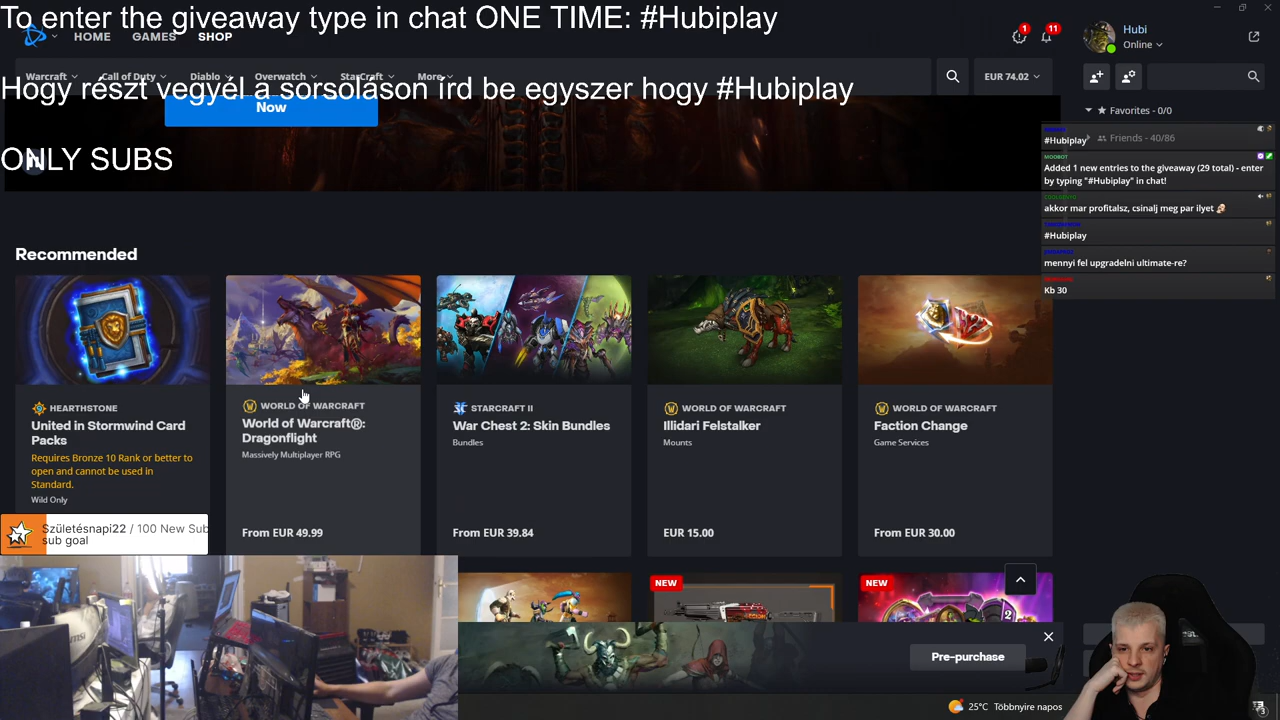 To enter the giveaway type in chat ONE TIME: #Hubiplay
HOME GAMES SHOP
1
11
Hubi
Online
Warcraft Call of Duty Diablo Overwatch StarCraft More
EUR 74.02
Hogy részt vegyél a sorsoláson írd be egyszer hogy #Hubiplay
Now
Favorites - 0/0
ONLY SUBS
#Hubiplay
Friends - 40/86
MOOBOT
Added 1 new entries to the giveaway (29 total) - enter
by typing "#Hubiplay" in chat!
akkor mar profitalsz, csinalj meg par ilyet
#Hubiplay
mennyi fel upgradelni ultimate-re?
Kb 30
Recommended
HEARTHSTONE
United in Stormwind Card
Packs
Requires Bronze 10 Rank or better to
open and cannot be used in
Standard.
Wild Only
WORLD OF WARCRAFT
World of Warcraft®:
Dragonflight
Massively Multiplayer RPG
From EUR 49.99
STARCRAFT II
War Chest 2: Skin Bundles
Bundles
From EUR 39.84
WORLD OF WARCRAFT
Illidari Felstalker
Mounts
EUR 15.00
WORLD OF WARCRAFT
Faction Change
Game Services
From EUR 30.00
Születésnapi22 / 100 New Sub
sub goal
NEW
NEW
Pre-purchase
25°C Többnyire napos
3